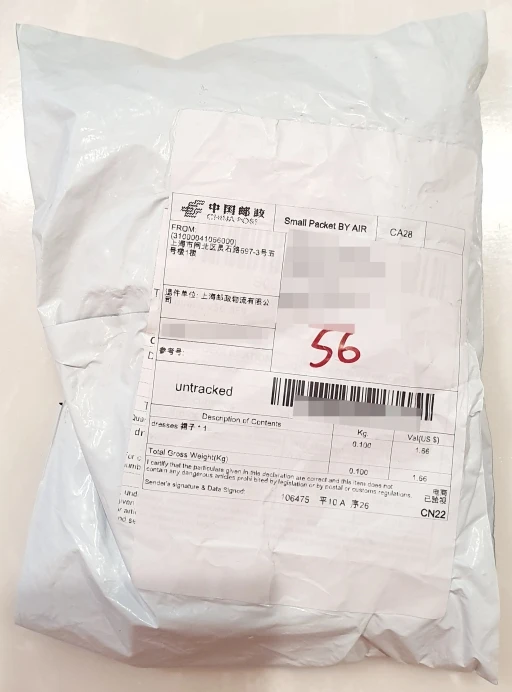 中国邮政
CHINA POST
Small Packet BY AIR
CA28
FROM:
(31000041066000)
上海市闸北区灵石路697-3号五
号楼1楼
退件单位: 上海邮政物流有限公
司
56
参考号:
untracked
Description of Contents
Kg
Val(US $)
dresses 裙子 * 1
0.100
1.66
Total Gross Weight(Kg)
0.100
1.66
I certify that the particulars given in this declaration are correct and this item does not
contain any dangerous articles prohibited by legislation or by postal or customs regulations.
电商
已验视
Sender's signature & Data Signed:
106475 平10 A 序26
CN22